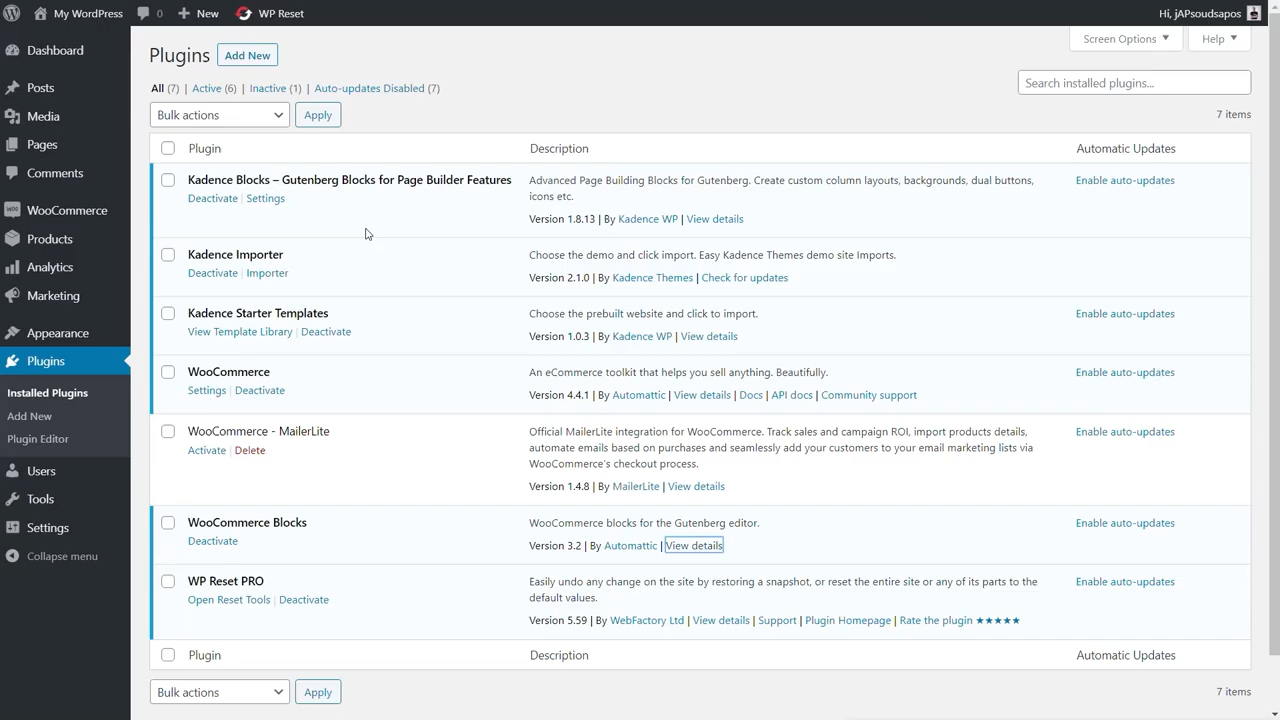 My WordPress 0 New WP Reset Hi, jAPsoudsapos
Dashboard
Posts
Media
Pages
Comments
WooCommerce
Products
Analytics
Marketing
Appearance
Plugins
Installed Plugins
Add New
Plugin Editor
Users
Tools
Settings
Collapse menu
Screen Options Help
Plugins Add New
All (7) | Active (6) | Inactive (1) | Auto-updates Disabled (7)
Search installed plugins...
Bulk actions Apply 7 items
Plugin Description Automatic Updates
Kadence Blocks – Gutenberg Blocks for Page Builder Features
Deactivate | Settings
Advanced Page Building Blocks for Gutenberg. Create custom column layouts, backgrounds, dual buttons,
icons etc.
Version 1.8.13 | By Kadence WP | View details
Enable auto-updates
Kadence Importer
Deactivate | Importer
Choose the demo and click import. Easy Kadence Themes demo site Imports.
Version 2.1.0 | By Kadence Themes | Check for updates
Kadence Starter Templates
View Template Library | Deactivate
Choose the prebuilt website and click to import.
Version 1.0.3 | By Kadence WP | View details
Enable auto-updates
WooCommerce
Settings | Deactivate
An eCommerce toolkit that helps you sell anything. Beautifully.
Version 4.4.1 | By Automattic | View details | Docs | API docs | Community support
Enable auto-updates
WooCommerce - MailerLite
Activate | Delete
Official MailerLite integration for WooCommerce. Track sales and campaign ROI, import products details,
automate emails based on purchases and seamlessly add your customers to your email marketing lists via
WooCommerce's checkout process.
Version 1.4.8 | By MailerLite | View details
Enable auto-updates
WooCommerce Blocks
Deactivate
WooCommerce blocks for the Gutenberg editor.
Version 3.2 | By Automattic | View details
Enable auto-updates
WP Reset PRO
Open Reset Tools | Deactivate
Easily undo any change on the site by restoring a snapshot, or reset the entire site or any of its parts to the
default values.
Version 5.59 | By WebFactory Ltd | View details | Support | Plugin Homepage | Rate the plugin ★★★★★
Enable auto-updates
Plugin Description Automatic Updates
Bulk actions Apply 7 items